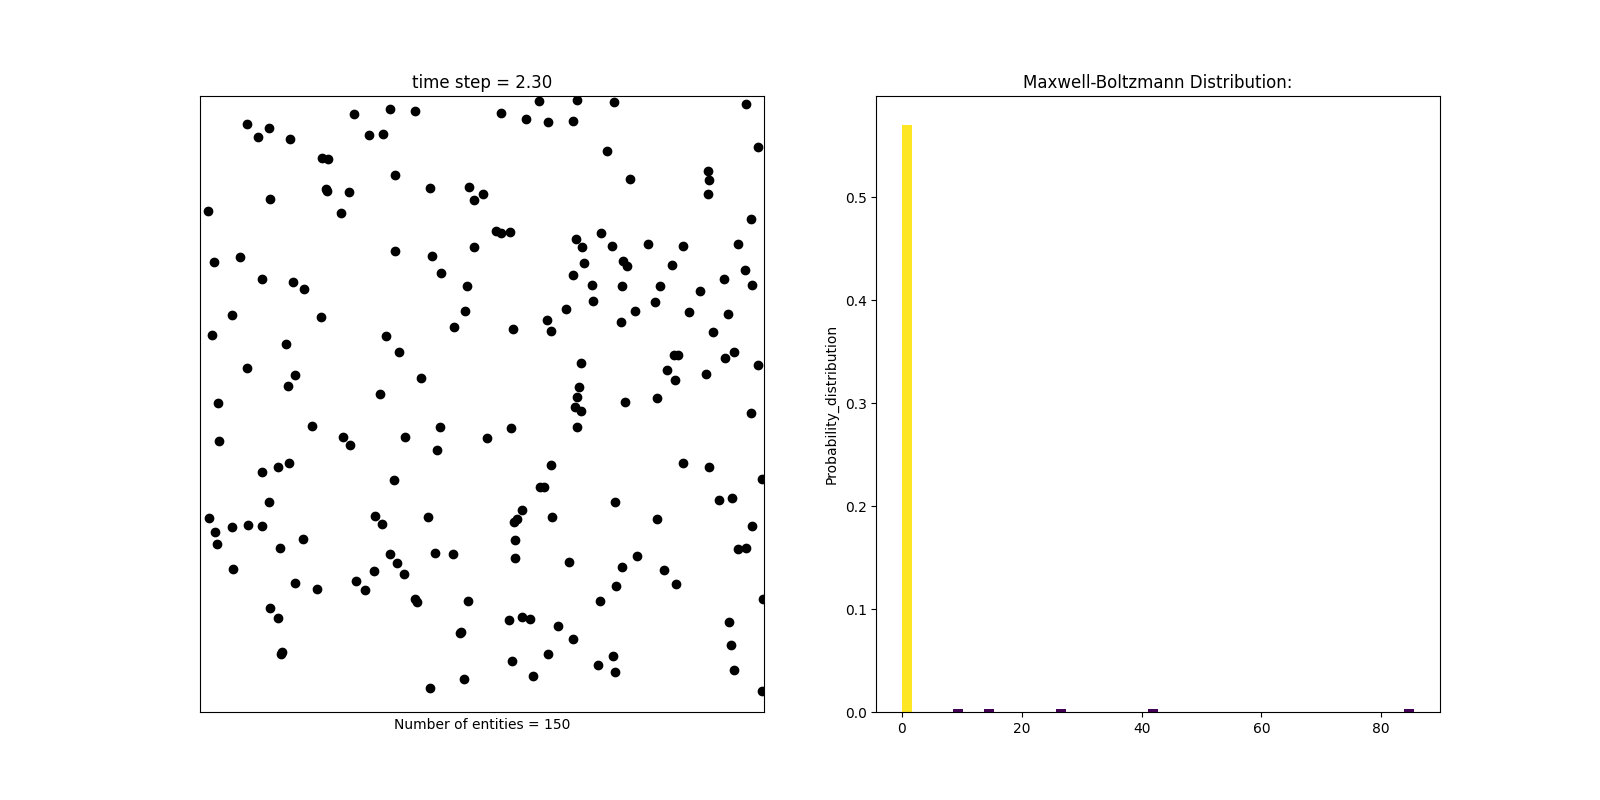 time step = 2.30
Number of entities = 150
Maxwell-Boltzmann Distribution:
Probability_distribution
0.5
0.4
0.3
0.2
0.1
0.0
0 20 40 60 80